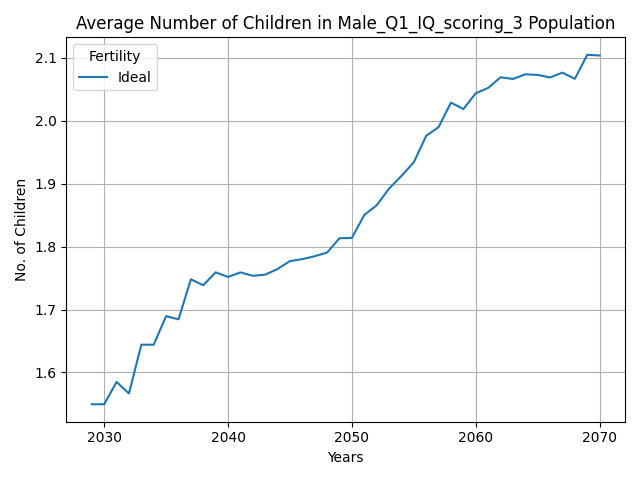 Average Number of Children in Male_Q1_IQ_scoring_3 Population
Fertility
Ideal
No. of Children
2.1
2.0
1.9
1.8
1.7
1.6
2030 2040 2050 2060 2070
Years